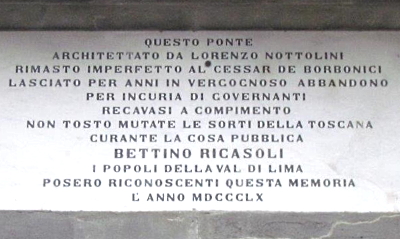 QUESTO PONTE
ARCHITETTATO DA LORENZO NOTTOLINI
RIMASTO IMPERFETTO AL CESSAR DE BORBONICI
LASCIATO PER ANNI IN VERGOGNOSO ABBANDONO
PER INCURIA DI GOVERNANTI
RECAVASI A COMPIMENTO
NON TOSTO MUTATE LE SORTI DELLA TOSCANA
CURANTE LA COSA PUBBLICA
BETTINO RICASOLI
I POPOLI DELLA VAL DI LIMA
POSERO RICONOSCENTI QUESTA MEMORIA
L'ANNO MDCCCLX